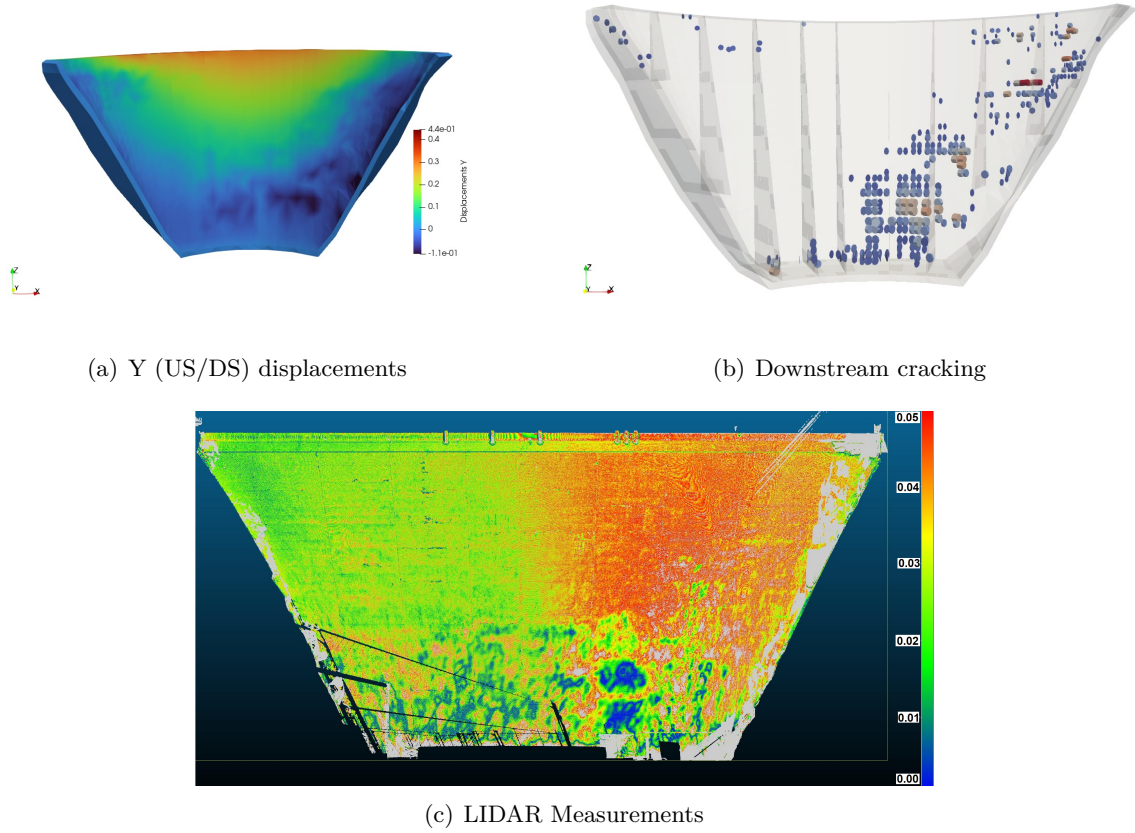 4.4e-01
0.4
0.3
0.2
0.1
0
-1.1e-01
Displacements Y
Z
Y
X
Z
Y
X
(a) Y (US/DS) displacements
(b) Downstream cracking
0.05
0.04
0.03
0.02
0.01
0.00
(c) LIDAR Measurements